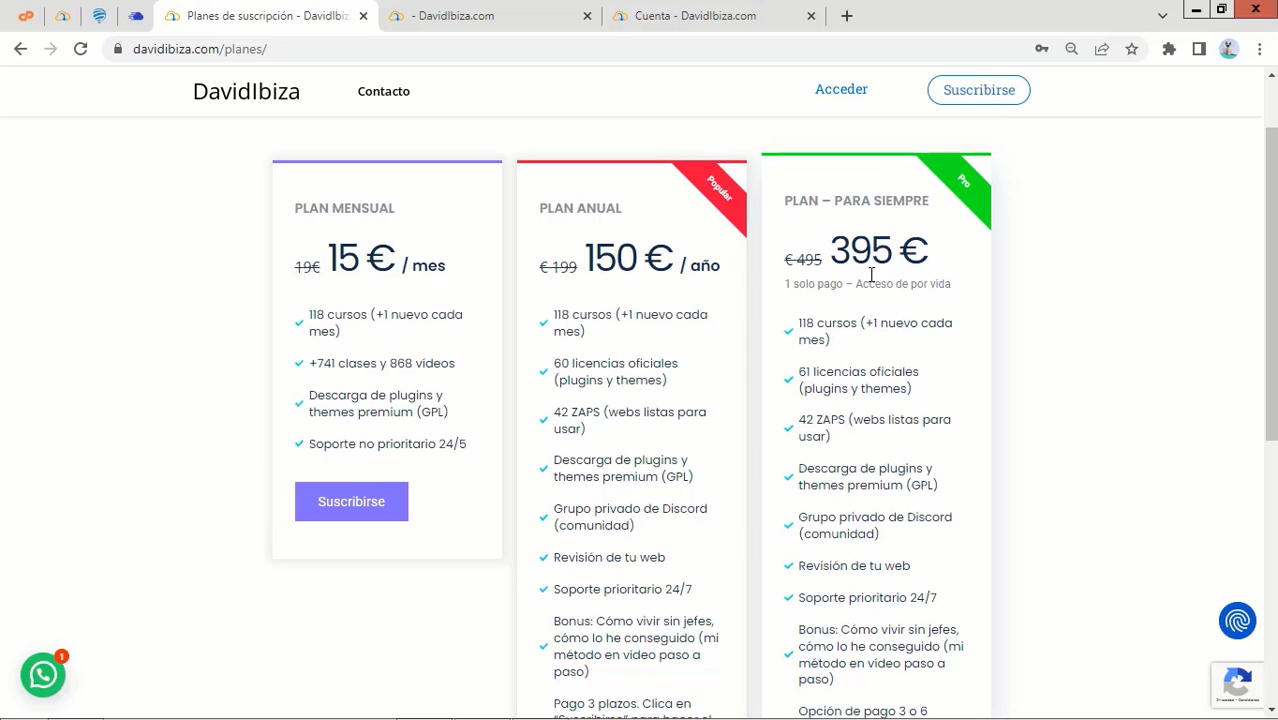 Planes de suscripción - DavidIbiz
- DavidIbiza.com
Cuenta - DavidIbiza.com
davidibiza.com/planes/
DavidIbiza
Contacto
Acceder
Suscribirse
PLAN MENSUAL
19€ 15 € / mes
118 cursos (+1 nuevo cada
mes)
+741 clases y 868 vídeos
Descarga de plugins y
themes premium (GPL)
Soporte no prioritario 24/5
Suscribirse
Popular
PLAN ANUAL
€ 199 150 € / año
118 cursos (+1 nuevo cada
mes)
60 licencias oficiales
(plugins y themes)
42 ZAPS (webs listas para
usar)
Descarga de plugins y
themes premium (GPL)
Grupo privado de Discord
(comunidad)
Revisión de tu web
Soporte prioritario 24/7
Bonus: Cómo vivir sin jefes,
cómo lo he conseguido (mi
método en vídeo paso a
paso)
Pago 3 plazos. Clica en
"Suscribirse" para hacer el
Pro
PLAN – PARA SIEMPRE
€ 495 395 €
1 solo pago – Acceso de por vida
118 cursos (+1 nuevo cada
mes)
61 licencias oficiales
(plugins y themes)
42 ZAPS (webs listas para
usar)
Descarga de plugins y
themes premium (GPL)
Grupo privado de Discord
(comunidad)
Revisión de tu web
Soporte prioritario 24/7
Bonus: Cómo vivir sin jefes,
cómo lo he conseguido (mi
método en vídeo paso a
paso)
Opción de pago 3 o 6
1